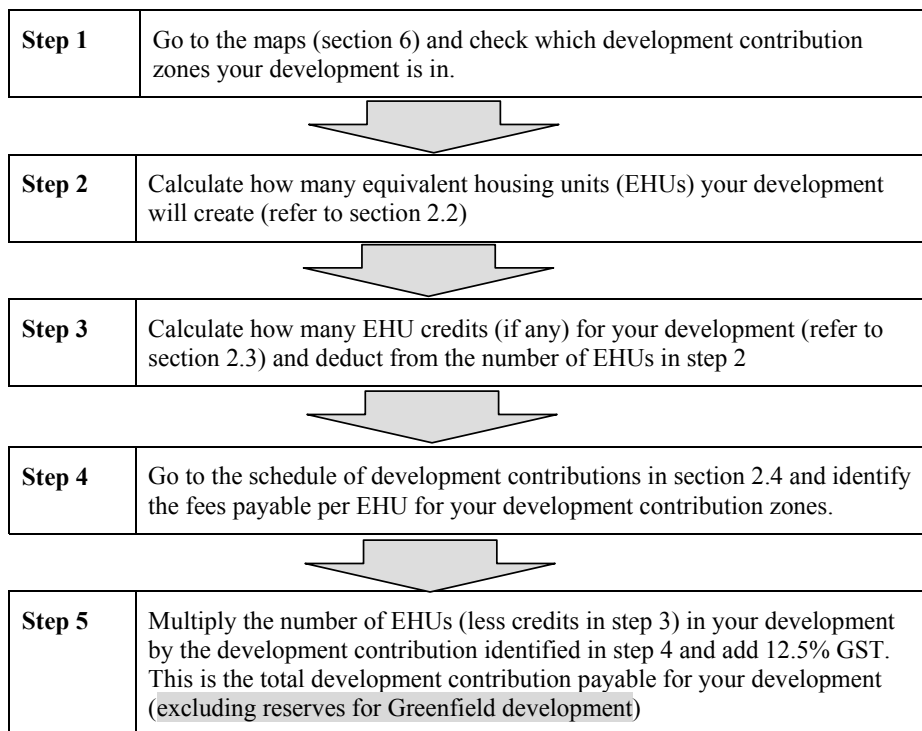 Step 1 Go to the maps (section 6) and check which development contribution
zones your development is in.
Step 2 Calculate how many equivalent housing units (EHUs) your development
will create (refer to section 2.2)
Step 3 Calculate how many EHU credits (if any) for your development (refer to
section 2.3) and deduct from the number of EHUs in step 2
Step 4 Go to the schedule of development contributions in section 2.4 and identify
the fees payable per EHU for your development contribution zones.
Step 5 Multiply the number of EHUs (less credits in step 3) in your development
by the development contribution identified in step 4 and add 12.5% GST.
This is the total development contribution payable for your development
(excluding reserves for Greenfield development)